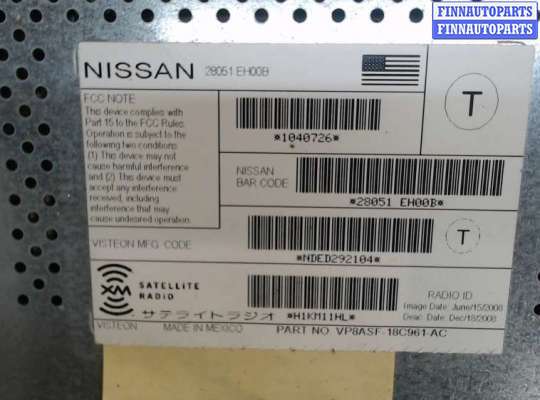 FINNAUTOPARTS
FINNAUTOPARTS
NISSAN 28051 EH00B
FCC NOTE
This device complies with
Part 15 to the FCC Rules.
Operation is subject to the
following two conditions:
(1) This device may not
cause harmful interference
and (2) This device must
accept any interference
received, including
interference that may
cause undesired operation.
*1040726*
T
NISSAN
BAR CODE
*28051 EH00B*
VISTEON MFG. CODE
*NDED292104*
T
XM SATELLITE
RADIO
サテライトラジオ
*H1KM11HL*
RADIO ID
Image Date: June/15/2008
Deac Date: Dec/18/2008
VISTEON MADE IN MEXICO PART NO. VP8ASF-18C961-AC